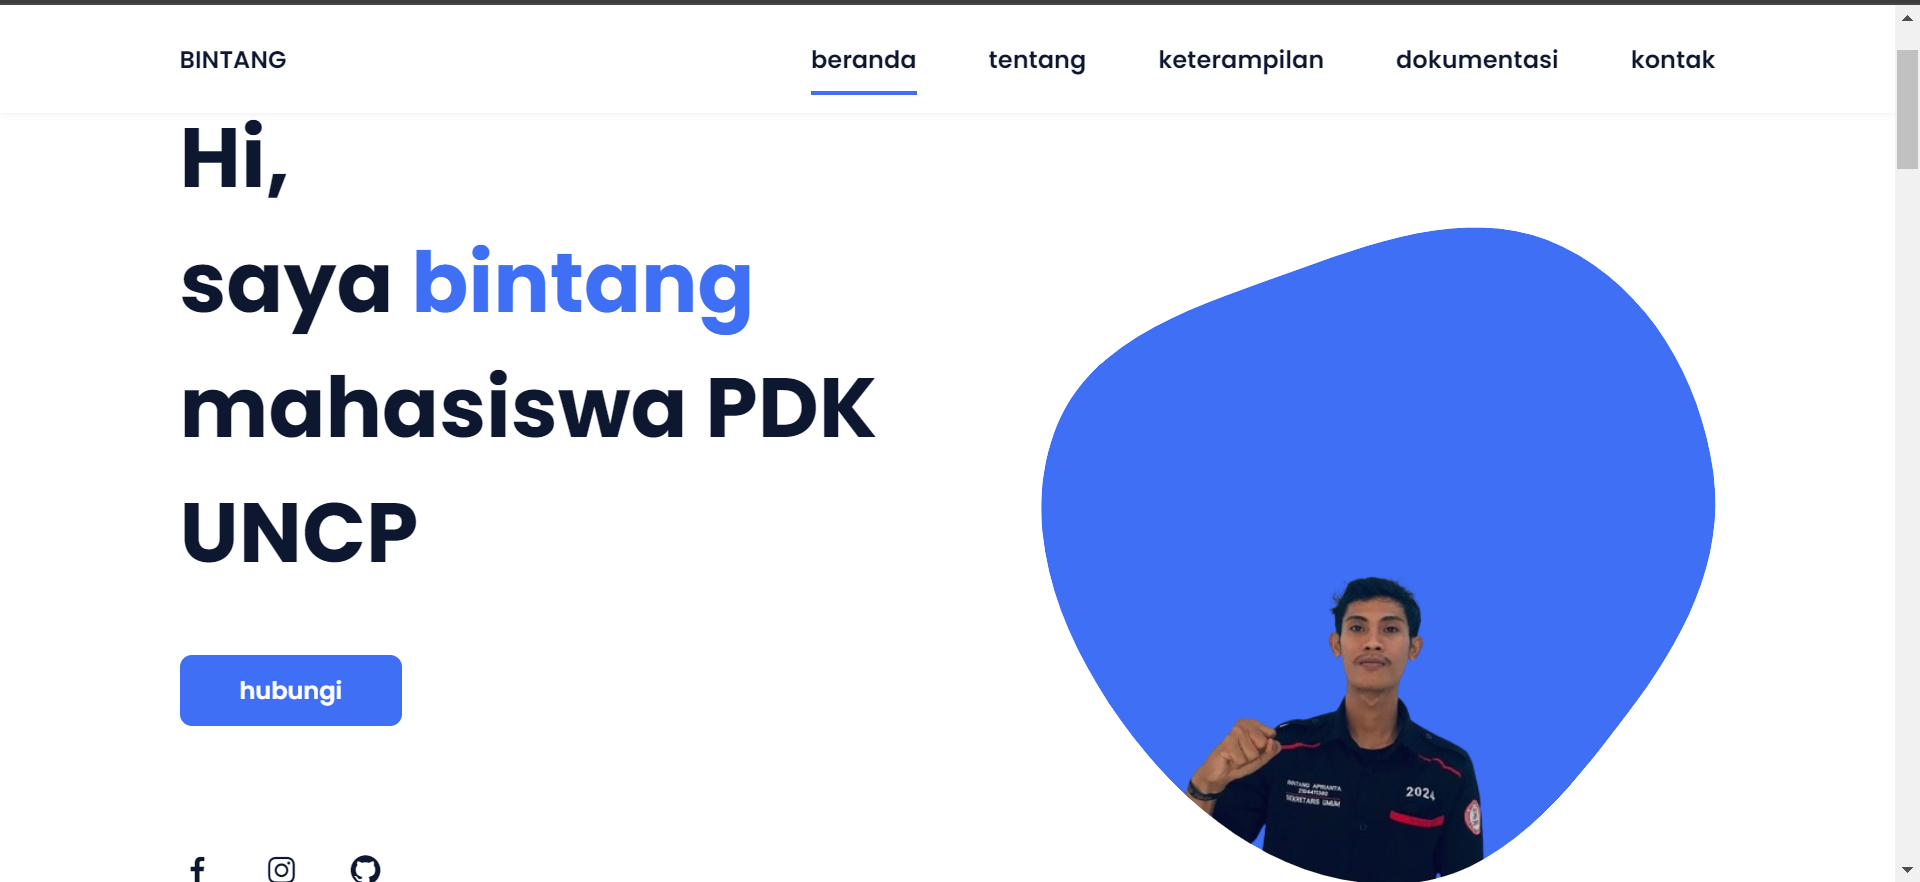 BINTANG
beranda
tentang
keterampilan
dokumentasi
kontak
Hi,
saya bintang
mahasiswa PDK
UNCP
hubungi
BINTANG APRIANTA
SEKRETARIS UMUM
2024